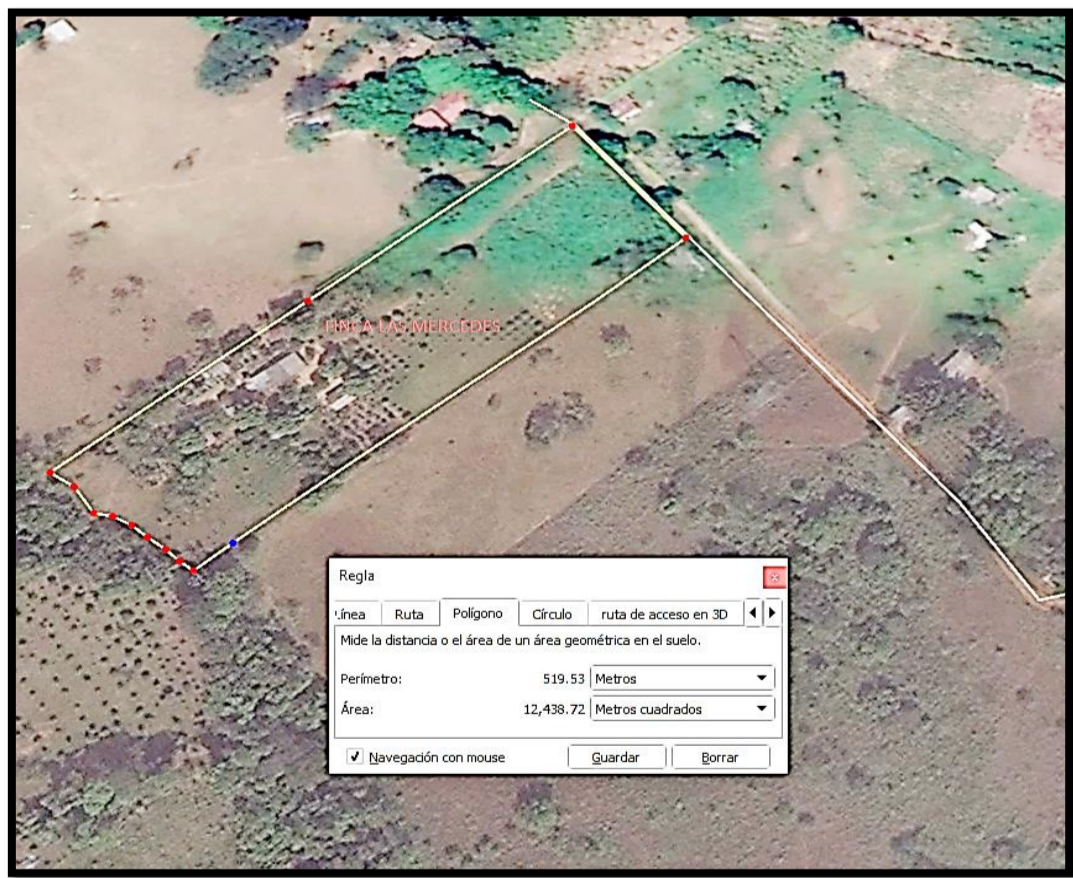 FINCA LAS MERCEDES
Regla
Línea Ruta Polígono Círculo ruta de acceso en 3D
Mide la distancia o el área de un área geométrica en el suelo.
Perímetro: 519.53 Metros
Área: 12,438.72 Metros cuadrados
Navegación con mouse Guardar Borrar